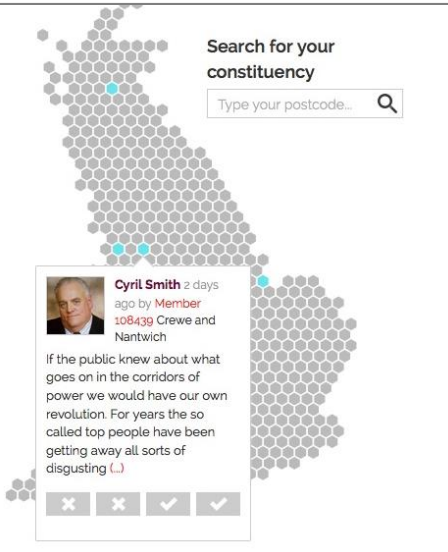 Search for your
constituency
Type your postcode...
Cyril Smith 2 days
ago by Member
108439 Crewe and
Nantwich
If the public knew about what
goes on in the corridors of
power we would have our own
revolution. For years the so
called top people have been
getting away all sorts of
disgusting (...)